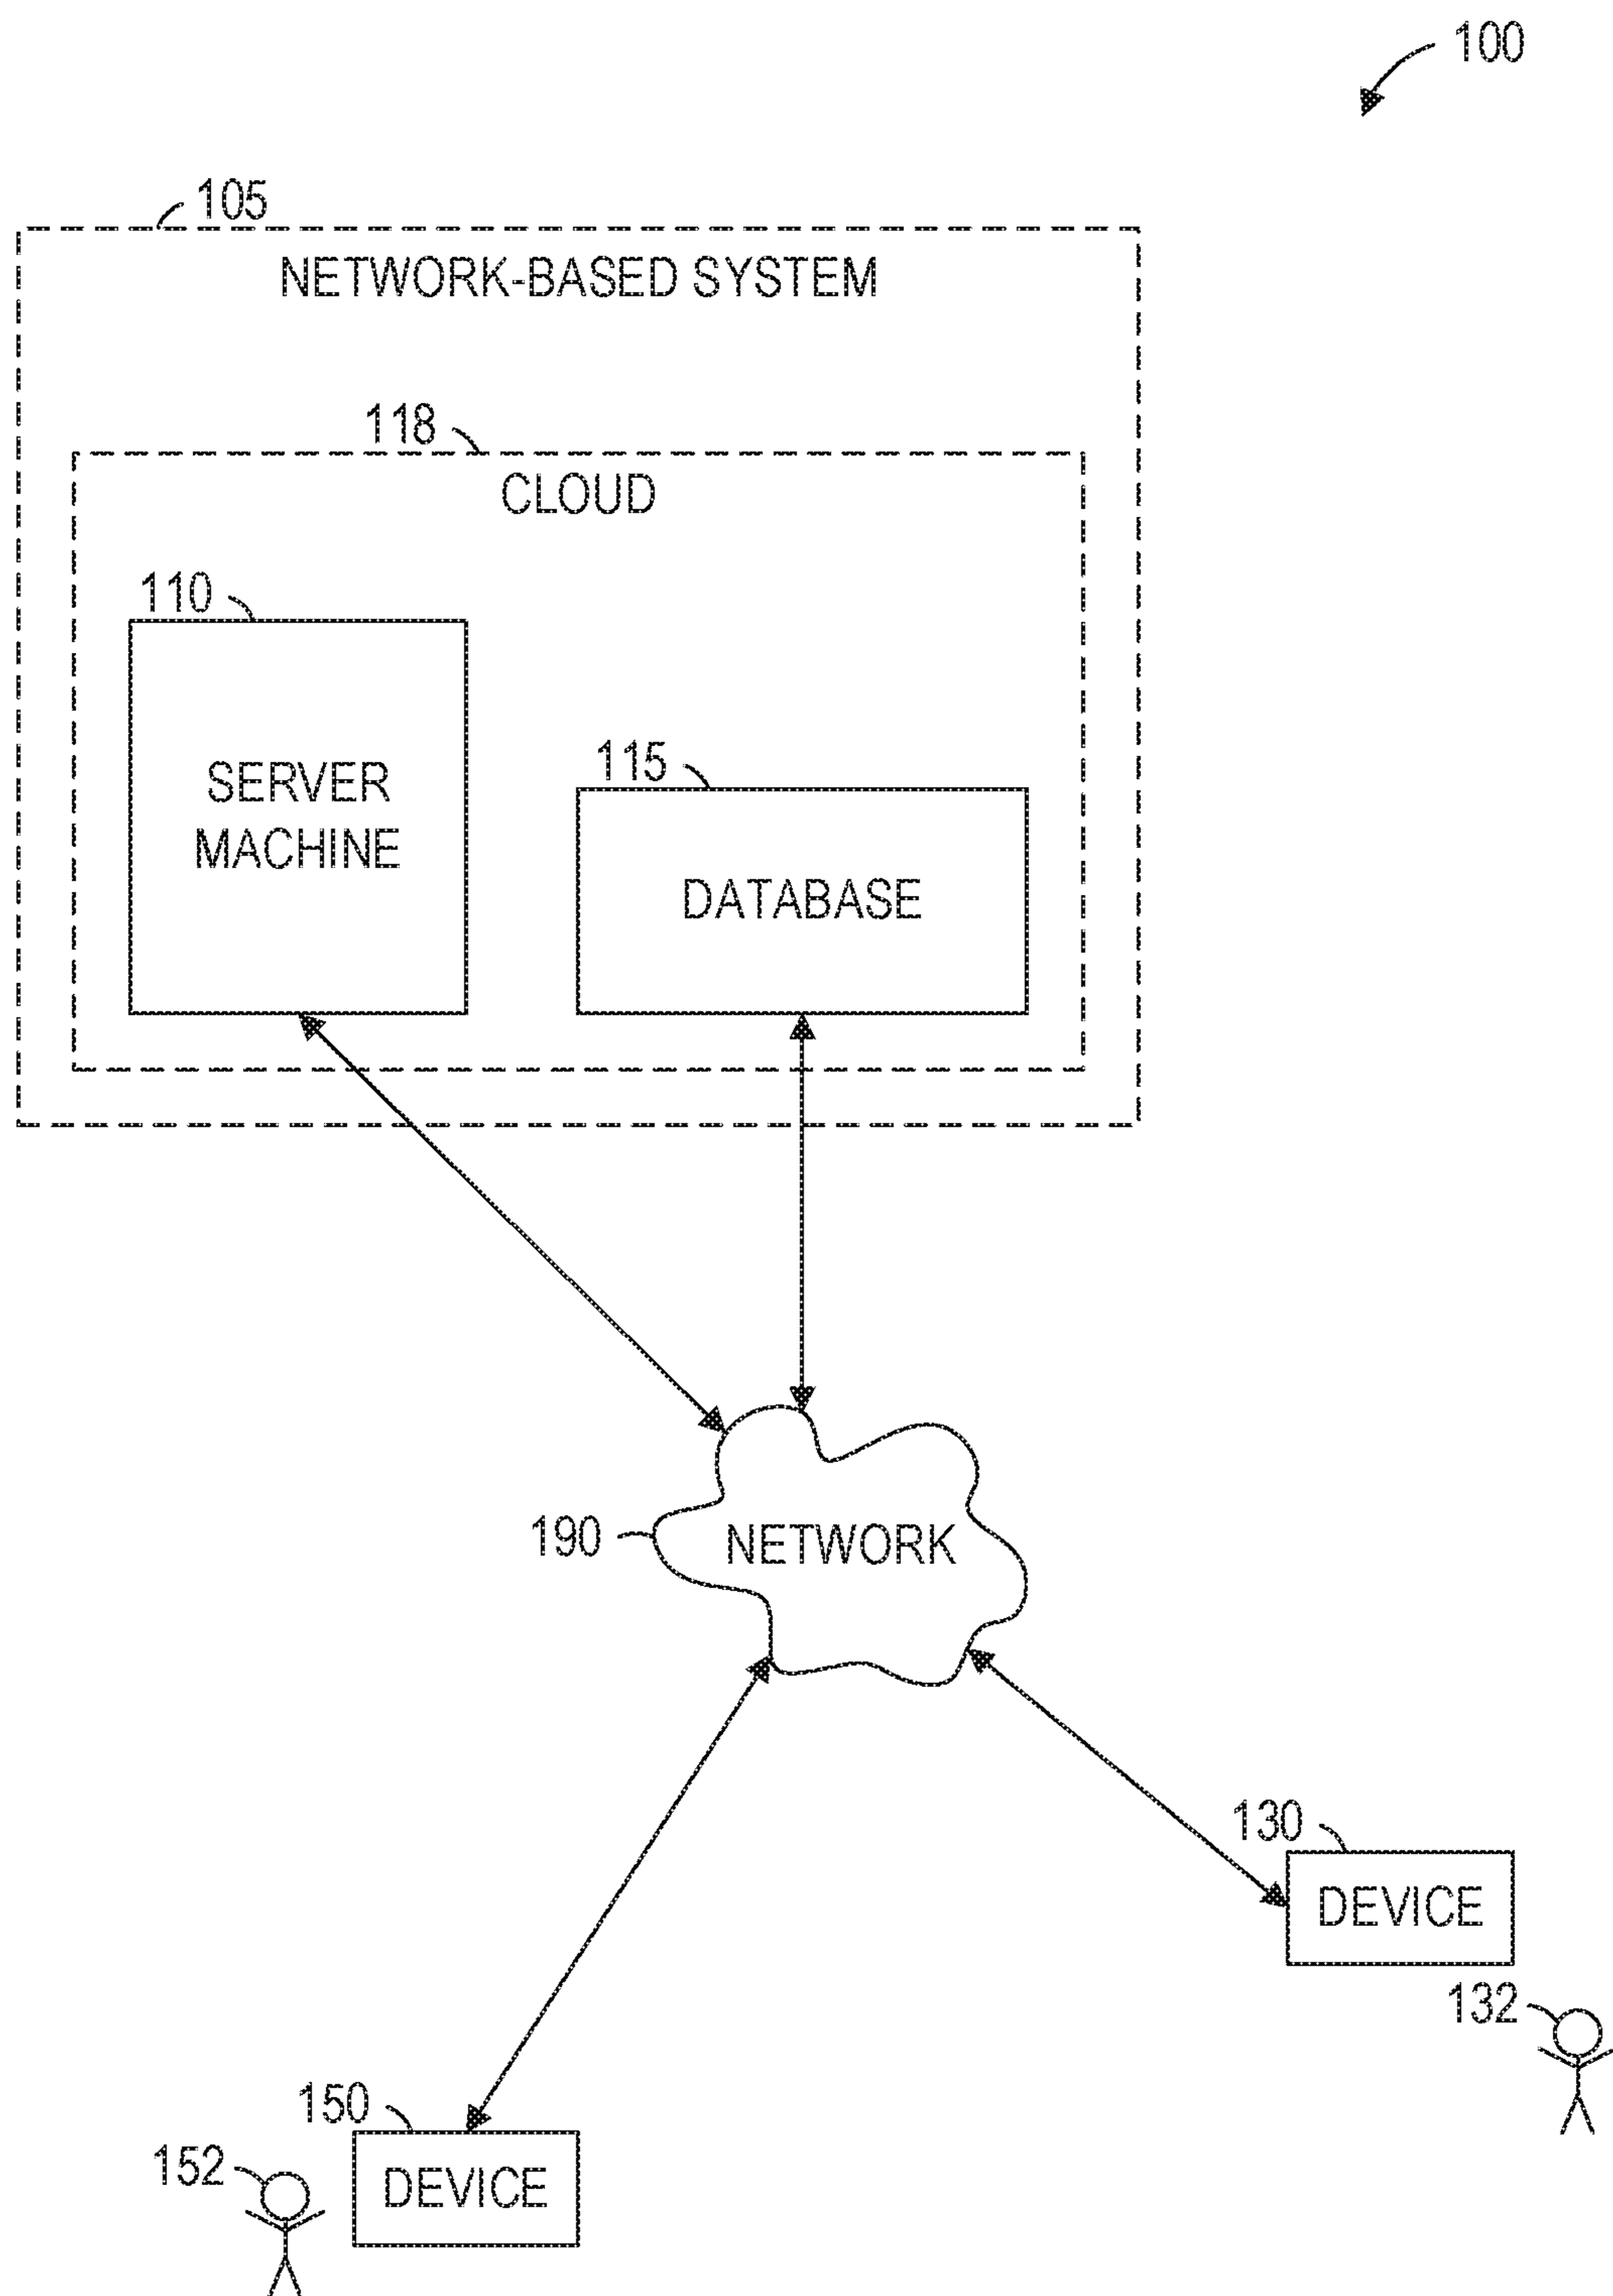 100
105
NETWORK-BASED SYSTEM
118
CLOUD
110
SERVER
MACHINE
115
DATABASE
190
NETWORK
130
DEVICE
132
150
DEVICE
152